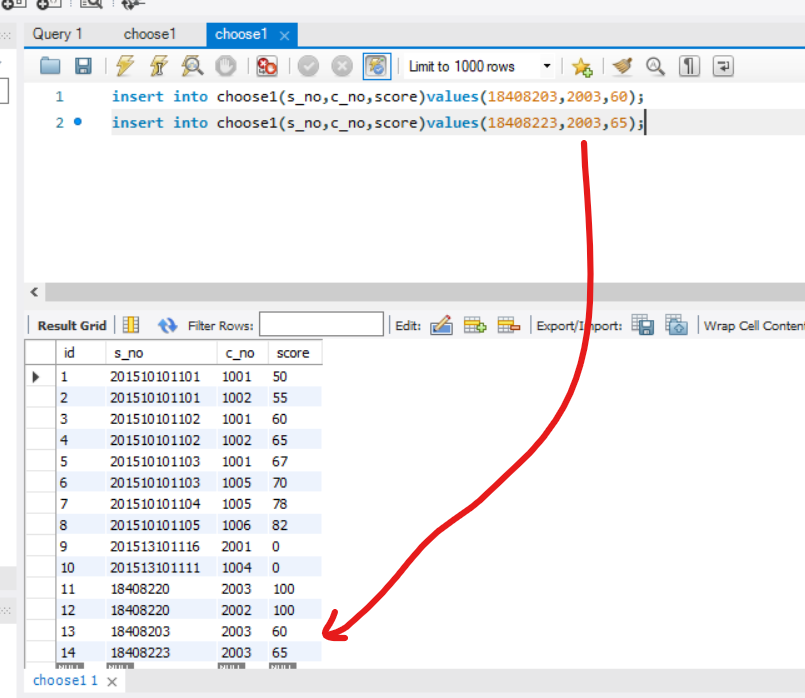 Query 1 choose1 choose1
Limit to 1000 rows
1 insert into choose1(s_no,c_no,score)values(18408203,2003,60);
2 insert into choose1(s_no,c_no,score)values(18408223,2003,65);
Result Grid Filter Rows: Edit: Export/Import: Wrap Cell Conten
id s_no c_no score
1 201510101101 1001 50
2 201510101101 1002 55
3 201510101102 1001 60
4 201510101102 1002 65
5 201510101103 1001 67
6 201510101103 1005 70
7 201510101104 1005 78
8 201510101105 1006 82
9 201513101116 2001 0
10 201513101111 1004 0
11 18408220 2003 100
12 18408220 2002 100
13 18408203 2003 60
14 18408223 2003 65
NULL NULL NULL NULL
choose1 1